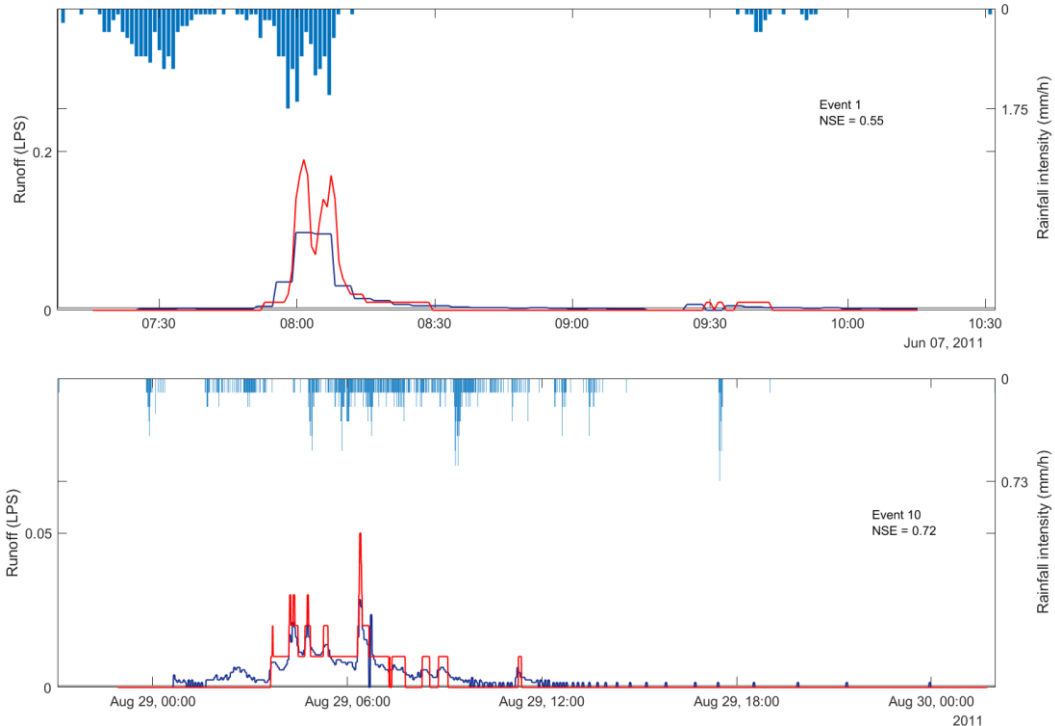 0
Event 1
NSE = 0.55
1.75
0.2
Runoff (LPS)
Rainfall intensity (mm/h)
0
07:30 08:00 08:30 09:00 09:30 10:00 10:30
Jun 07, 2011
0
0.73
Event 10
NSE = 0.72
0.05
Runoff (LPS)
Rainfall intensity (mm/h)
0
Aug 29, 00:00 Aug 29, 06:00 Aug 29, 12:00 Aug 29, 18:00 Aug 30, 00:00
2011